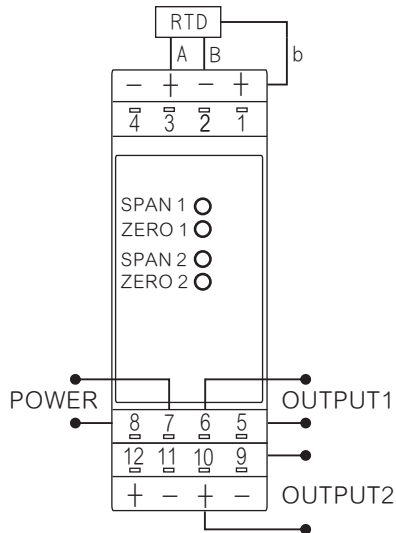 RTD
A B b
− + − +
4 3 2 1
SPAN 1
ZERO 1
SPAN 2
ZERO 2
POWER OUTPUT1
8 7 6 5
12 11 10 9
+ − + − OUTPUT2